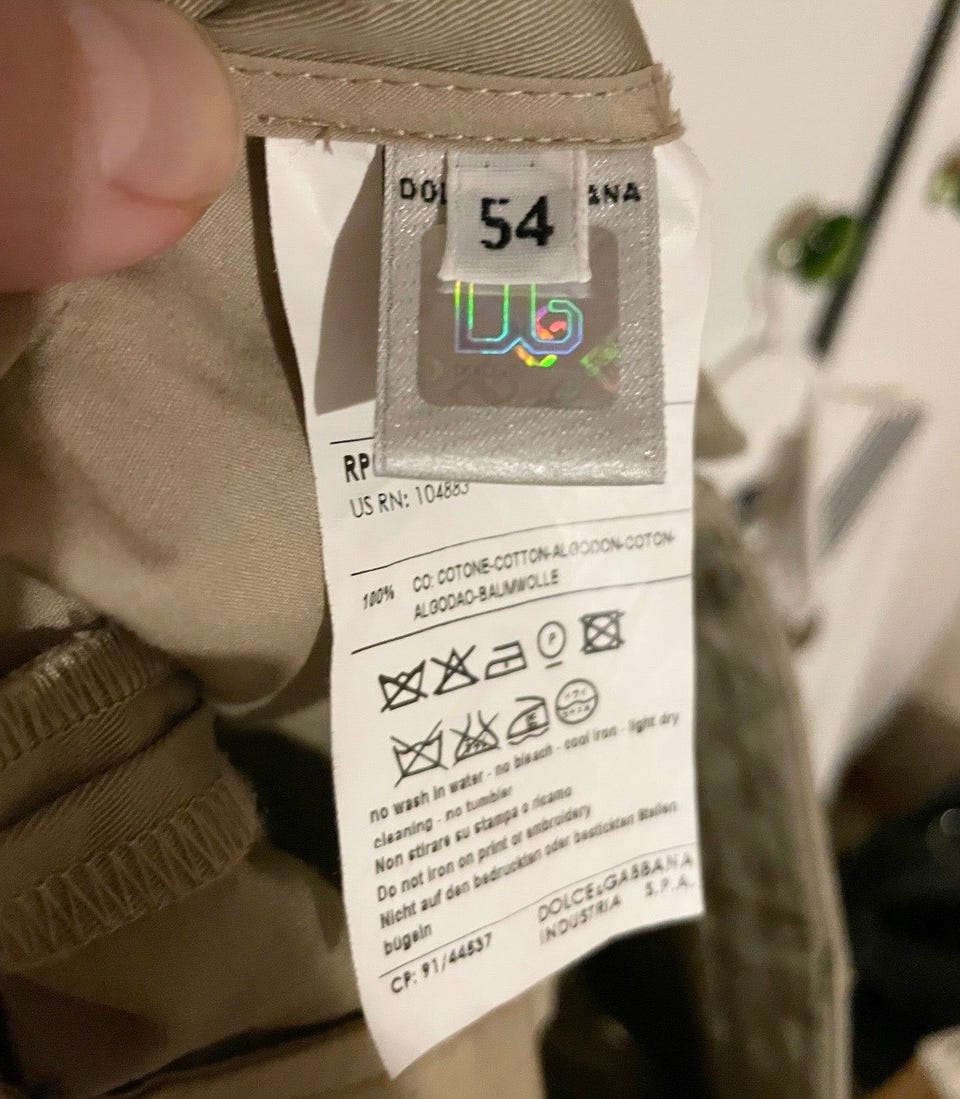 DOL
ANA
54
DG
RP
US RN: 104883
100% CO: COTONE-COTTON-ALGODON-COTON-
ALGODAO-BAUMWOLLE
P
no wash in water - no bleach - cool iron - light dry
cleaning - no tumbler
Non stirare su stampa o ricamo
Do not iron on print or embroidery
Nicht auf den bedruckten oder bestickten Stellen
bügeln
CP: 91/44537
DOLCE&GABBANA
INDUSTRIA S.P.A.